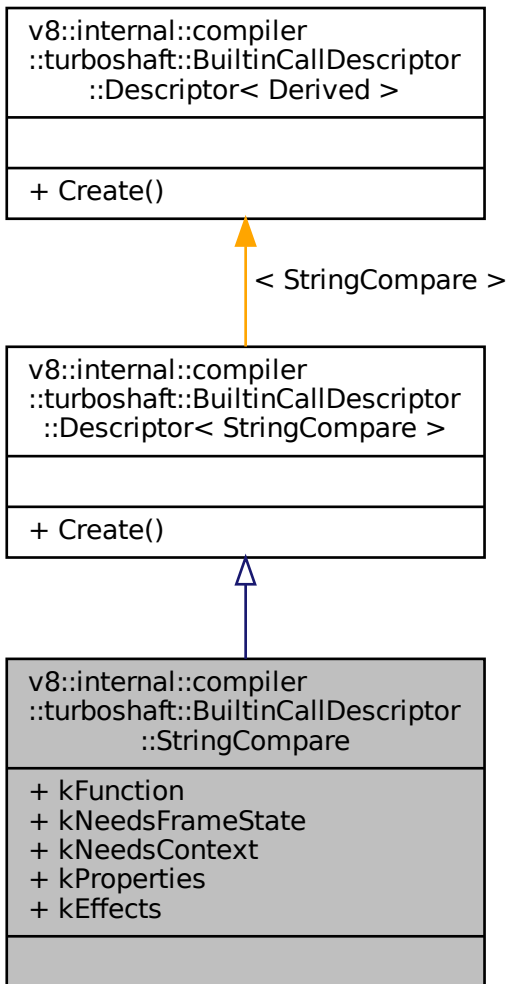 v8::internal::compiler
::turboshaft::BuiltinCallDescriptor
::Descriptor< Derived >
+ Create()
< StringCompare >
v8::internal::compiler
::turboshaft::BuiltinCallDescriptor
::Descriptor< StringCompare >
+ Create()
v8::internal::compiler
::turboshaft::BuiltinCallDescriptor
::StringCompare
+ kFunction
+ kNeedsFrameState
+ kNeedsContext
+ kProperties
+ kEffects